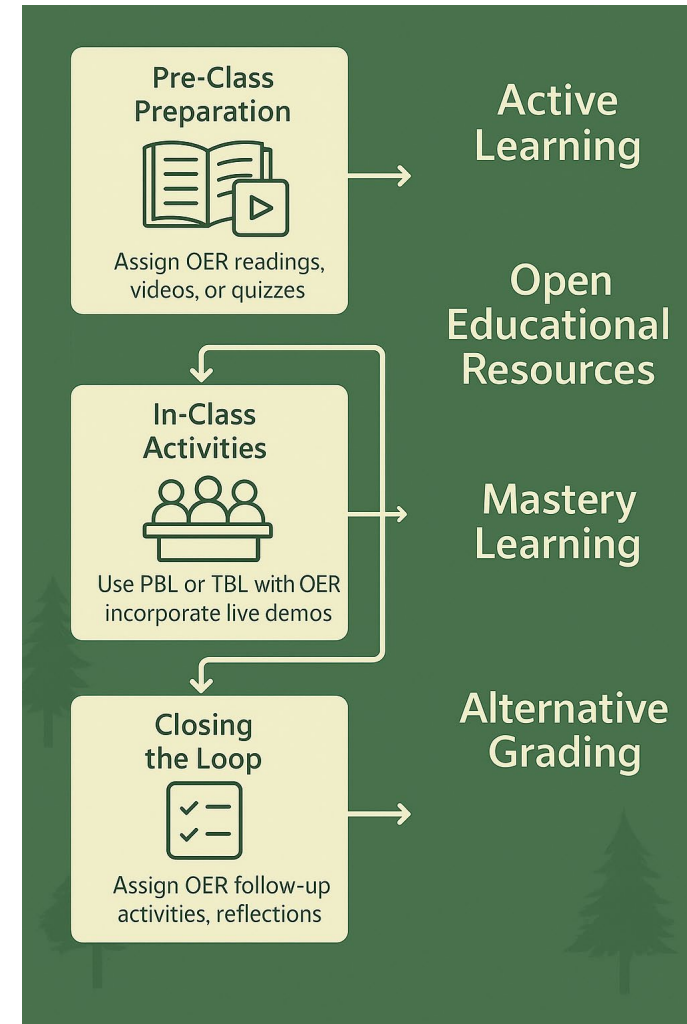 Pre-Class
Preparation
Assign OER readings,
videos, or quizzes
In-Class
Activities
Use PBL or TBL with OER
incorporate live demos
Closing
the Loop
Assign OER follow-up
activities, reflections
Active
Learning
Open
Educational
Resources
Mastery
Learning
Alternative
Grading